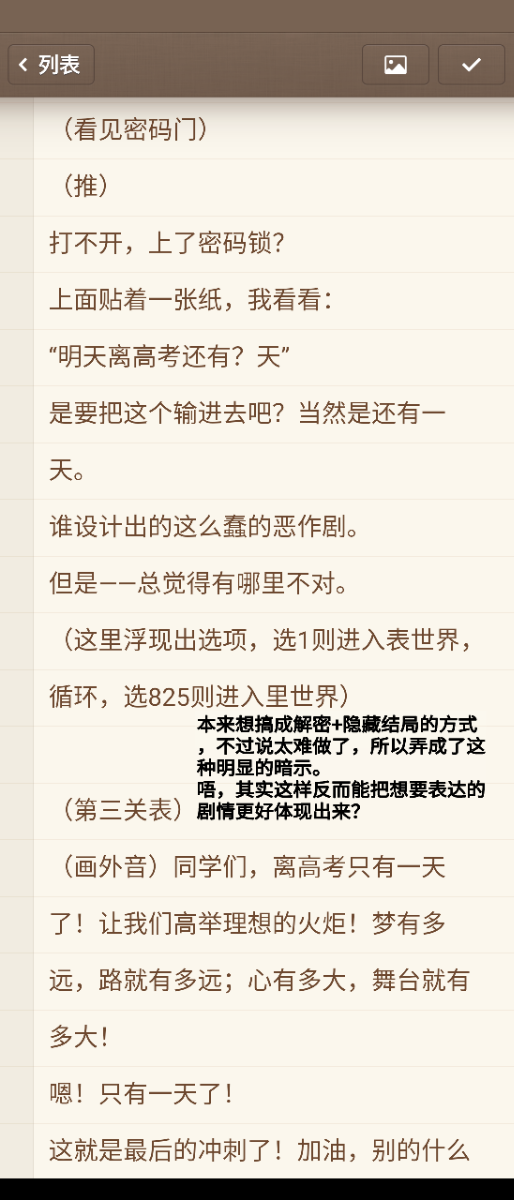 列表
（看见密码门）
（推）
打不开，上了密码锁？
上面贴着一张纸，我看看：
“明天离高考还有？天”
是要把这个输进去吧？当然是还有一
天。
谁设计出的这么蠢的恶作剧。
但是——总觉得有哪里不对。
（这里浮现出选项，选1则进入表世界，
循环，选825则进入里世界）
本来想搞成解密+隐藏结局的方式
，不过说太难做了，所以弄成了这
种明显的暗示。
唔，其实这样反而能把想要表达的
剧情更好体现出来？
（第三关表）
（画外音）同学们，离高考只有一天
了！让我们高举理想的火炬！梦有多
远，路就有多远；心有多大，舞台就有
多大！
嗯！只有一天了！
这就是最后的冲刺了！加油，别的什么